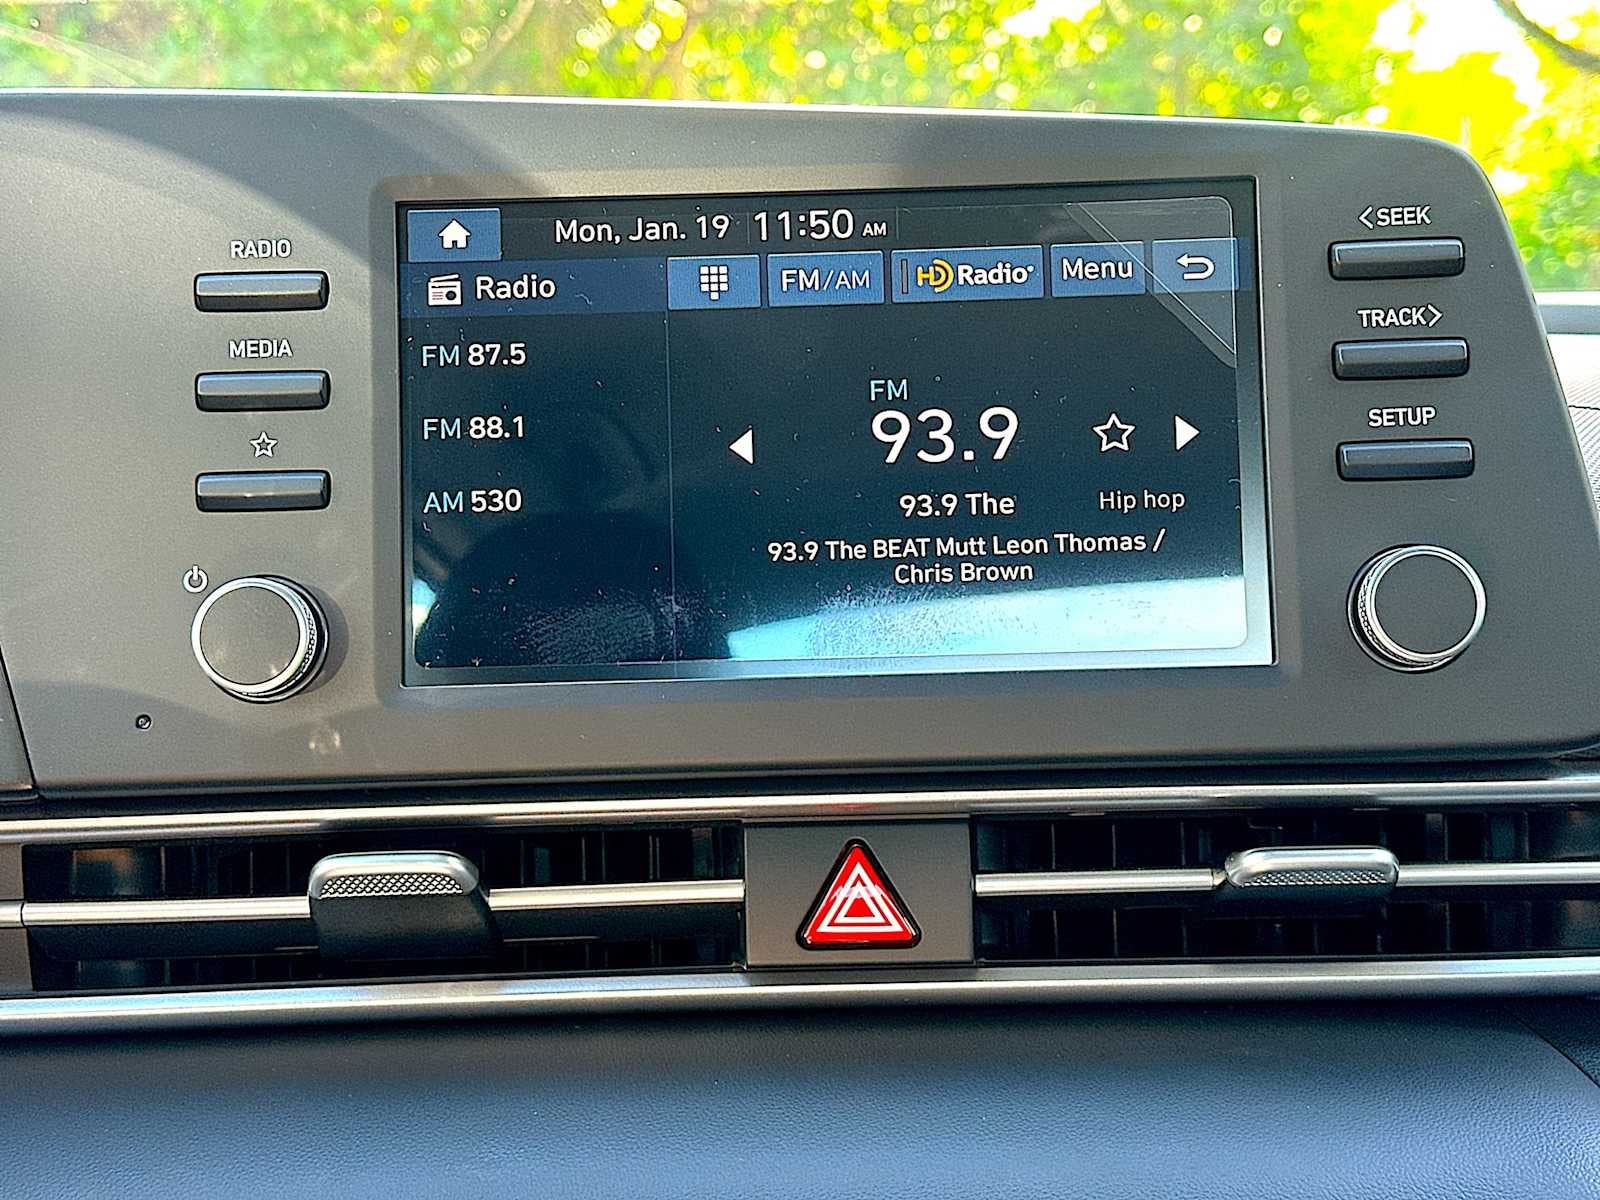 RADIO
MEDIA
Mon, Jan. 19 11:50 AM
Radio
FM/AM
HD Radio®
Menu
FM 87.5
FM 88.1
AM 530
FM
93.9
93.9 The
Hip hop
93.9 The BEAT Mutt Leon Thomas /
Chris Brown
<SEEK
TRACK>
SETUP